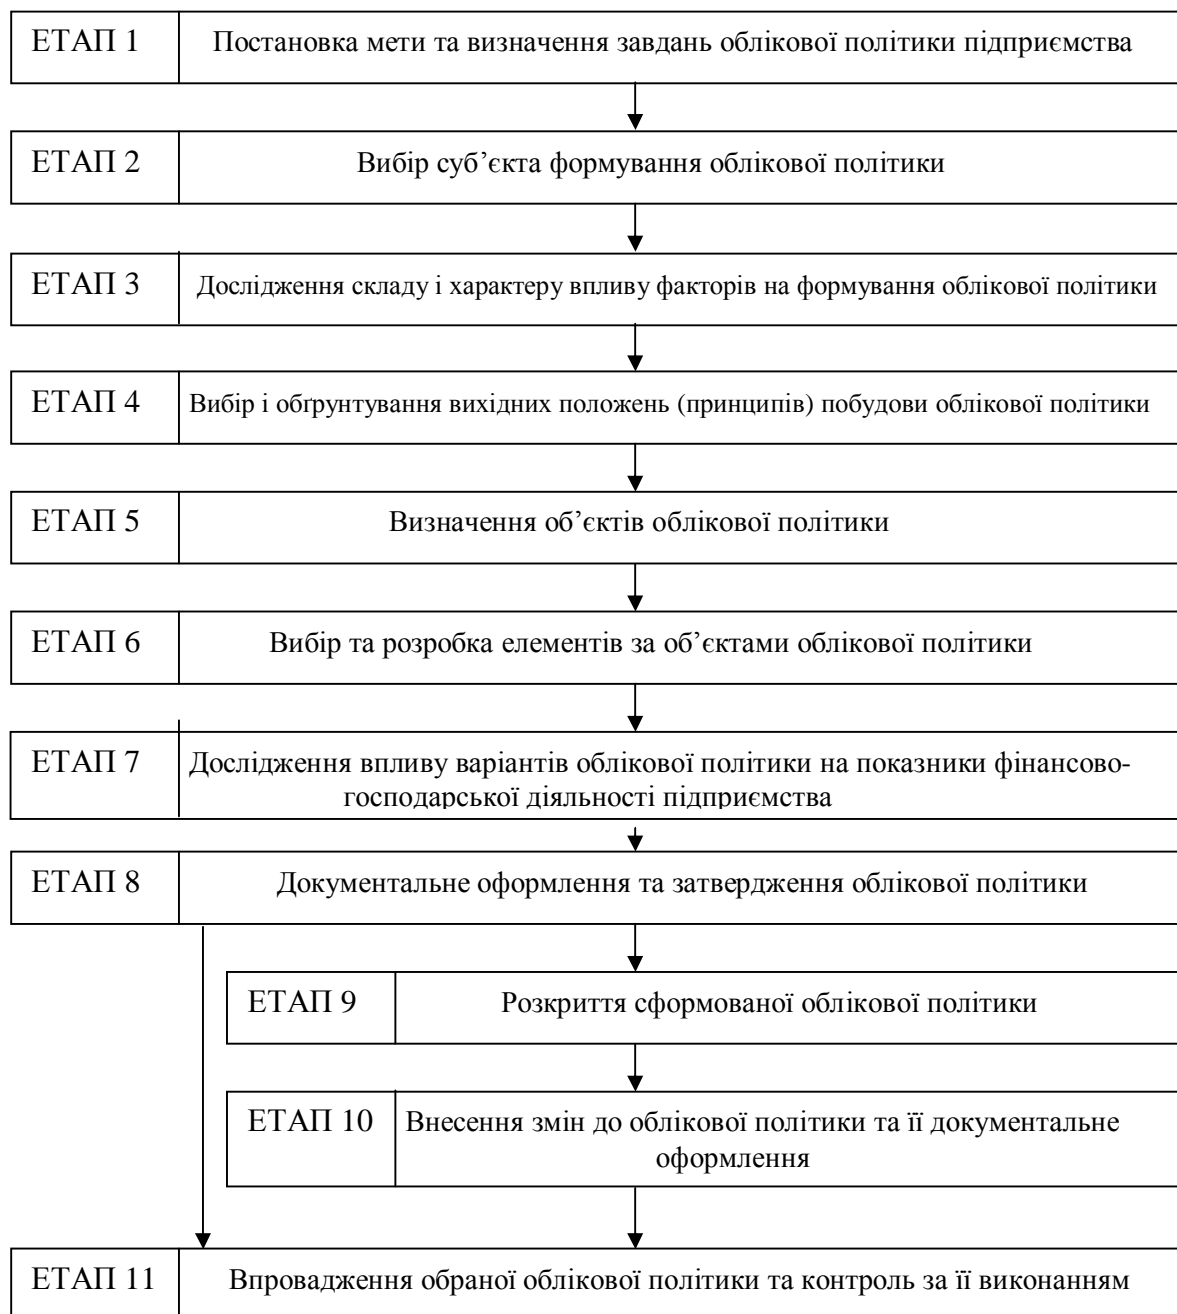 ЕТАП 1
Постановка мети та визначення завдань облікової політики підприємства
ЕТАП 2
Вибір суб’єкта формування облікової політики
ЕТАП 3
Дослідження складу і характеру впливу факторів на формування облікової політики
ЕТАП 4
Вибір і обґрунтування вихідних положень (принципів) побудови облікової політики
ЕТАП 5
Визначення об’єктів облікової політики
ЕТАП 6
Вибір та розробка елементів за об’єктами облікової політики
ЕТАП 7
Дослідження впливу варіантів облікової політики на показники фінансово-
господарської діяльності підприємства
ЕТАП 8
Документальне оформлення та затвердження облікової політики
ЕТАП 9
Розкриття сформованої облікової політики
ЕТАП 10
Внесення змін до облікової політики та її документальне
оформлення
ЕТАП 11
Впровадження обраної облікової політики та контроль за її виконанням